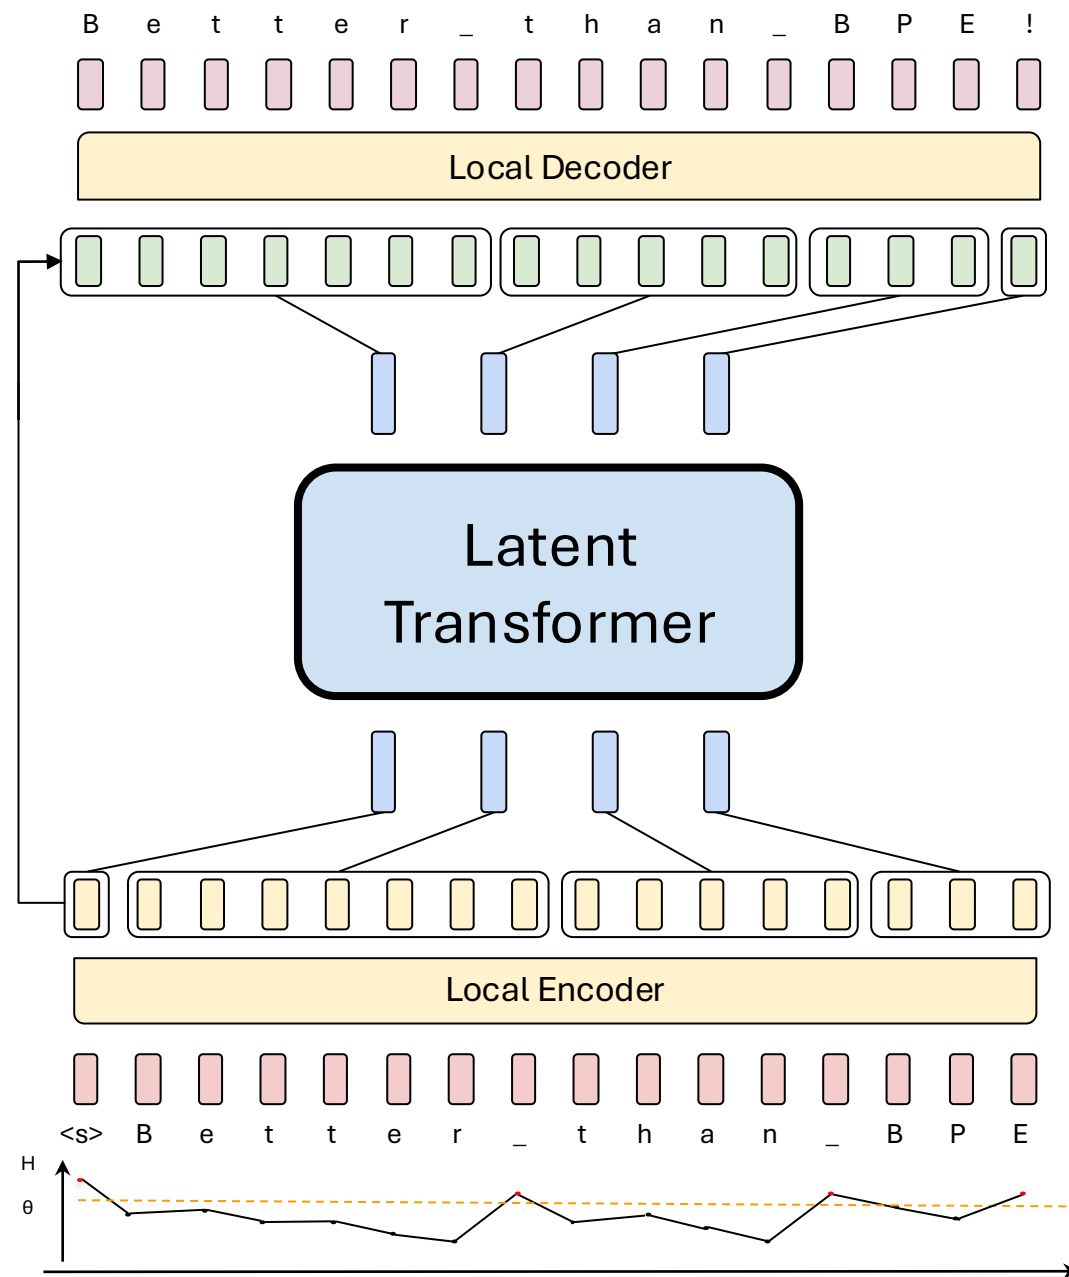 B e t t e r _ t h a n _ B P E !
Local Decoder
Latent
Transformer
Local Encoder
<s> B e t t e r _ t h a n _ B P E
H
θ